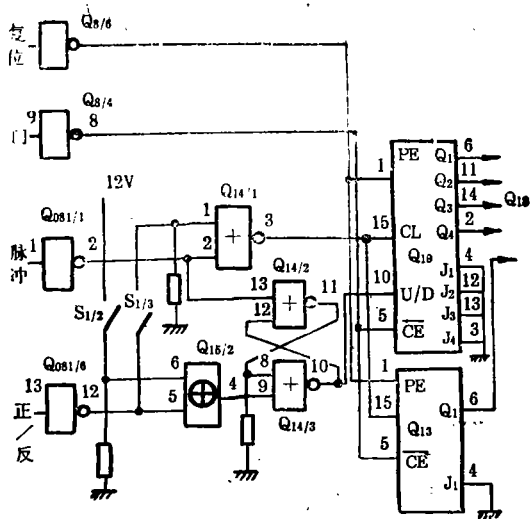 复位
Q8/6
9
门
Q8/4
8
12V
Q14/1
1
2
3
Q081/1
脉冲
1
2
S1/2
S1/3
Q14/2
13
12
11
Q081/6
13
正/反
12
Q15/2
6
5
4
8
9
10
Q14/3
1
PE
15
CL
Q19
10
U/D
5
CE
Q1
6
Q2
11
Q3
14
Q4
2
Q18
J1
4
J2
12
J3
13
J4
3
1
PE
15
Q13
5
CE
Q1
6
J1
4